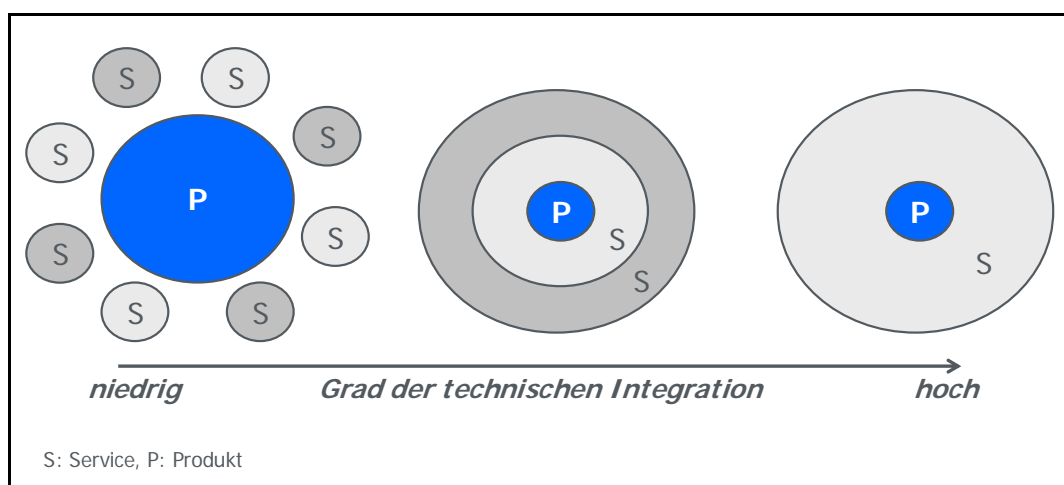 S S
S S
P P P
S S S
S S S
S S
niedrig Grad der technischen Integration hoch
S: Service, P: Produkt